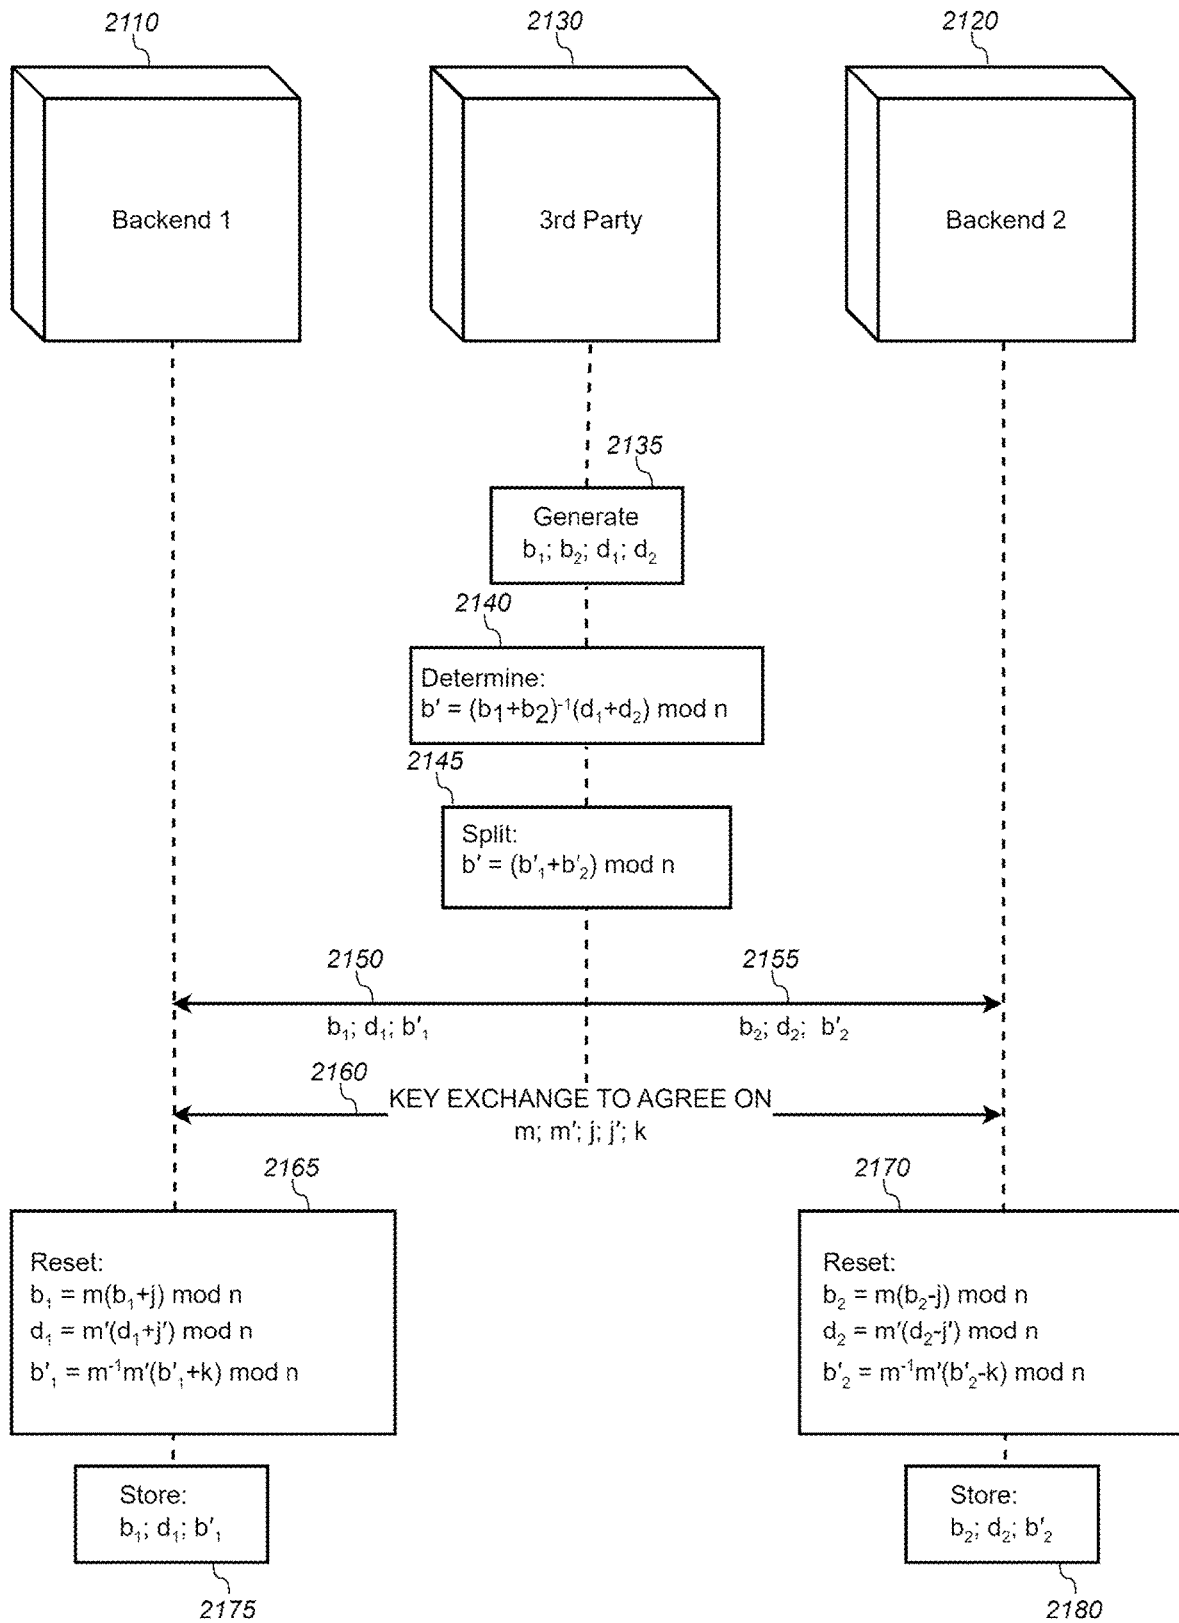 2110
2130
2120
Backend 1
3rd Party
Backend 2
2135
Generate
b₁; b₂; d₁; d₂
2140
Determine:
b′ = (b₁+b₂)⁻¹(d₁+d₂) mod n
2145
Split:
b′ = (b′₁+b′₂) mod n
2150
2155
b₁; d₁; b′₁
b₂; d₂; b′₂
2160
KEY EXCHANGE TO AGREE ON
m; m′; j; j′; k
2165
2170
Reset:
b₁ = m(b₁+j) mod n
d₁ = m′(d₁+j′) mod n
b′₁ = m⁻¹m′(b′₁+k) mod n
Reset:
b₂ = m(b₂-j) mod n
d₂ = m′(d₂-j′) mod n
b′₂ = m⁻¹m′(b′₂-k) mod n
Store:
b₁; d₁; b′₁
Store:
b₂; d₂; b′₂
2175
2180